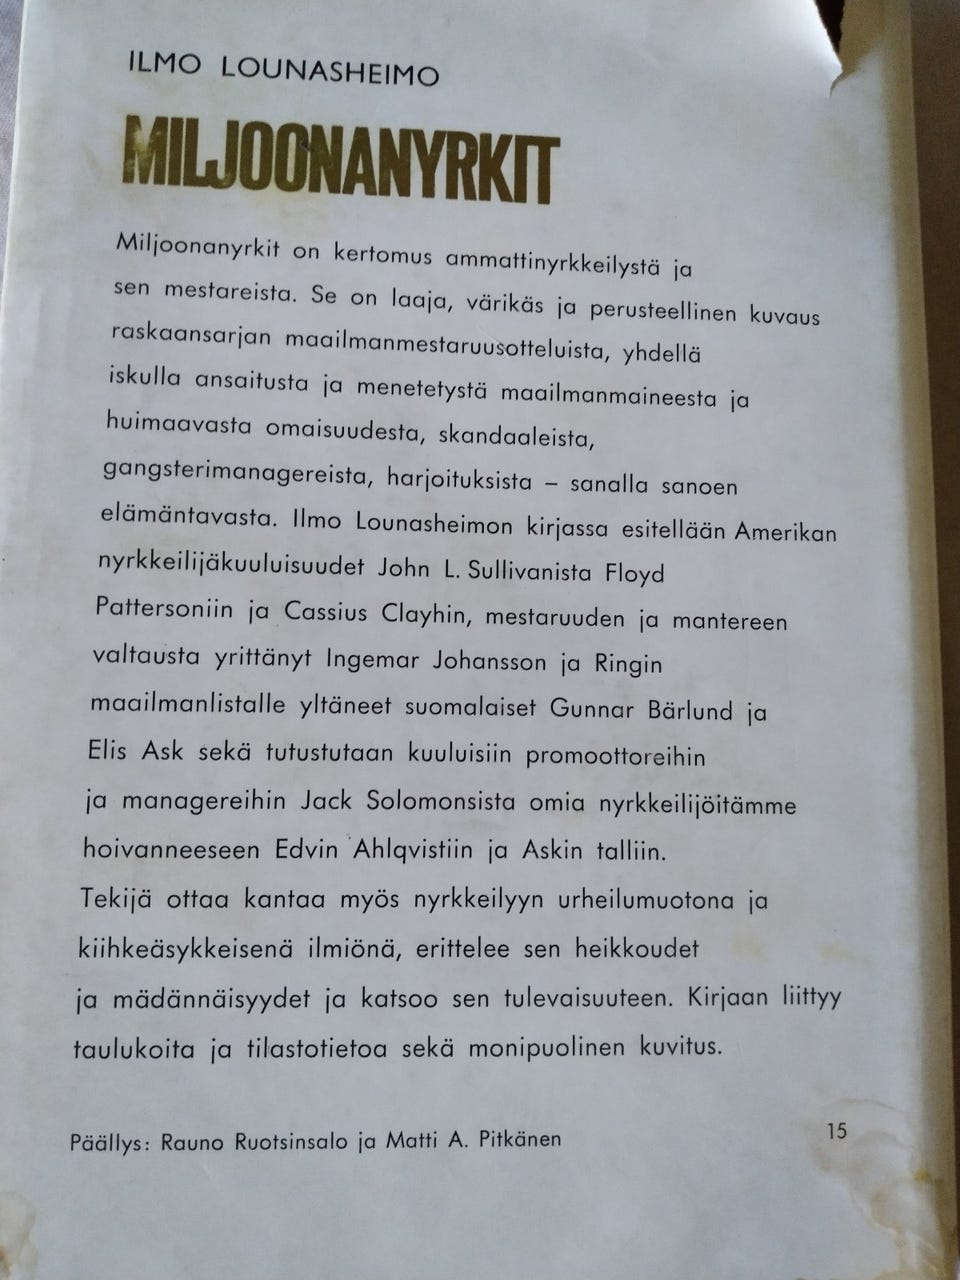 ILMO LOUNASHEIMO
MILJOONANYRKIT
Miljoonanyrkit on kertomus ammattinyrkkeilystä ja
sen mestareista. Se on laaja, värikäs ja perusteellinen kuvaus
raskaansarjan maailmanmestaruusotteluista, yhdellä
iskulla ansaitusta ja menetetystä maailmanmaineesta ja
huimaavasta omaisuudesta, skandaaleista,
gangsterimanagereista, harjoituksista – sanalla sanoen
elämäntavasta. Ilmo Lounasheimon kirjassa esitellään Amerikan
nyrkkeilijäkuuluisuudet John L. Sullivanista Floyd
Pattersoniin ja Cassius Clayhin, mestaruuden ja mantereen
valtausta yrittänyt Ingemar Johansson ja Ringin
maailmanlistalle yltäneet suomalaiset Gunnar Bärlund ja
Elis Ask sekä tutustutaan kuuluisiin promoottoreihin
ja managereihin Jack Solomonsista omia nyrkkeilijöitämme
hoivanneeseen Edvin Ahlqvistiin ja Askin talliin.
Tekijä ottaa kantaa myös nyrkkeilyyn urheilumuotona ja
kiihkeäsykkeisenä ilmiönä, erittelee sen heikkoudet
ja mädännäisyydet ja katsoo sen tulevaisuuteen. Kirjaan liittyy
taulukoita ja tilastotietoa sekä monipuolinen kuvitus.
Päällys: Rauno Ruotsinsalo ja Matti A. Pitkänen
15